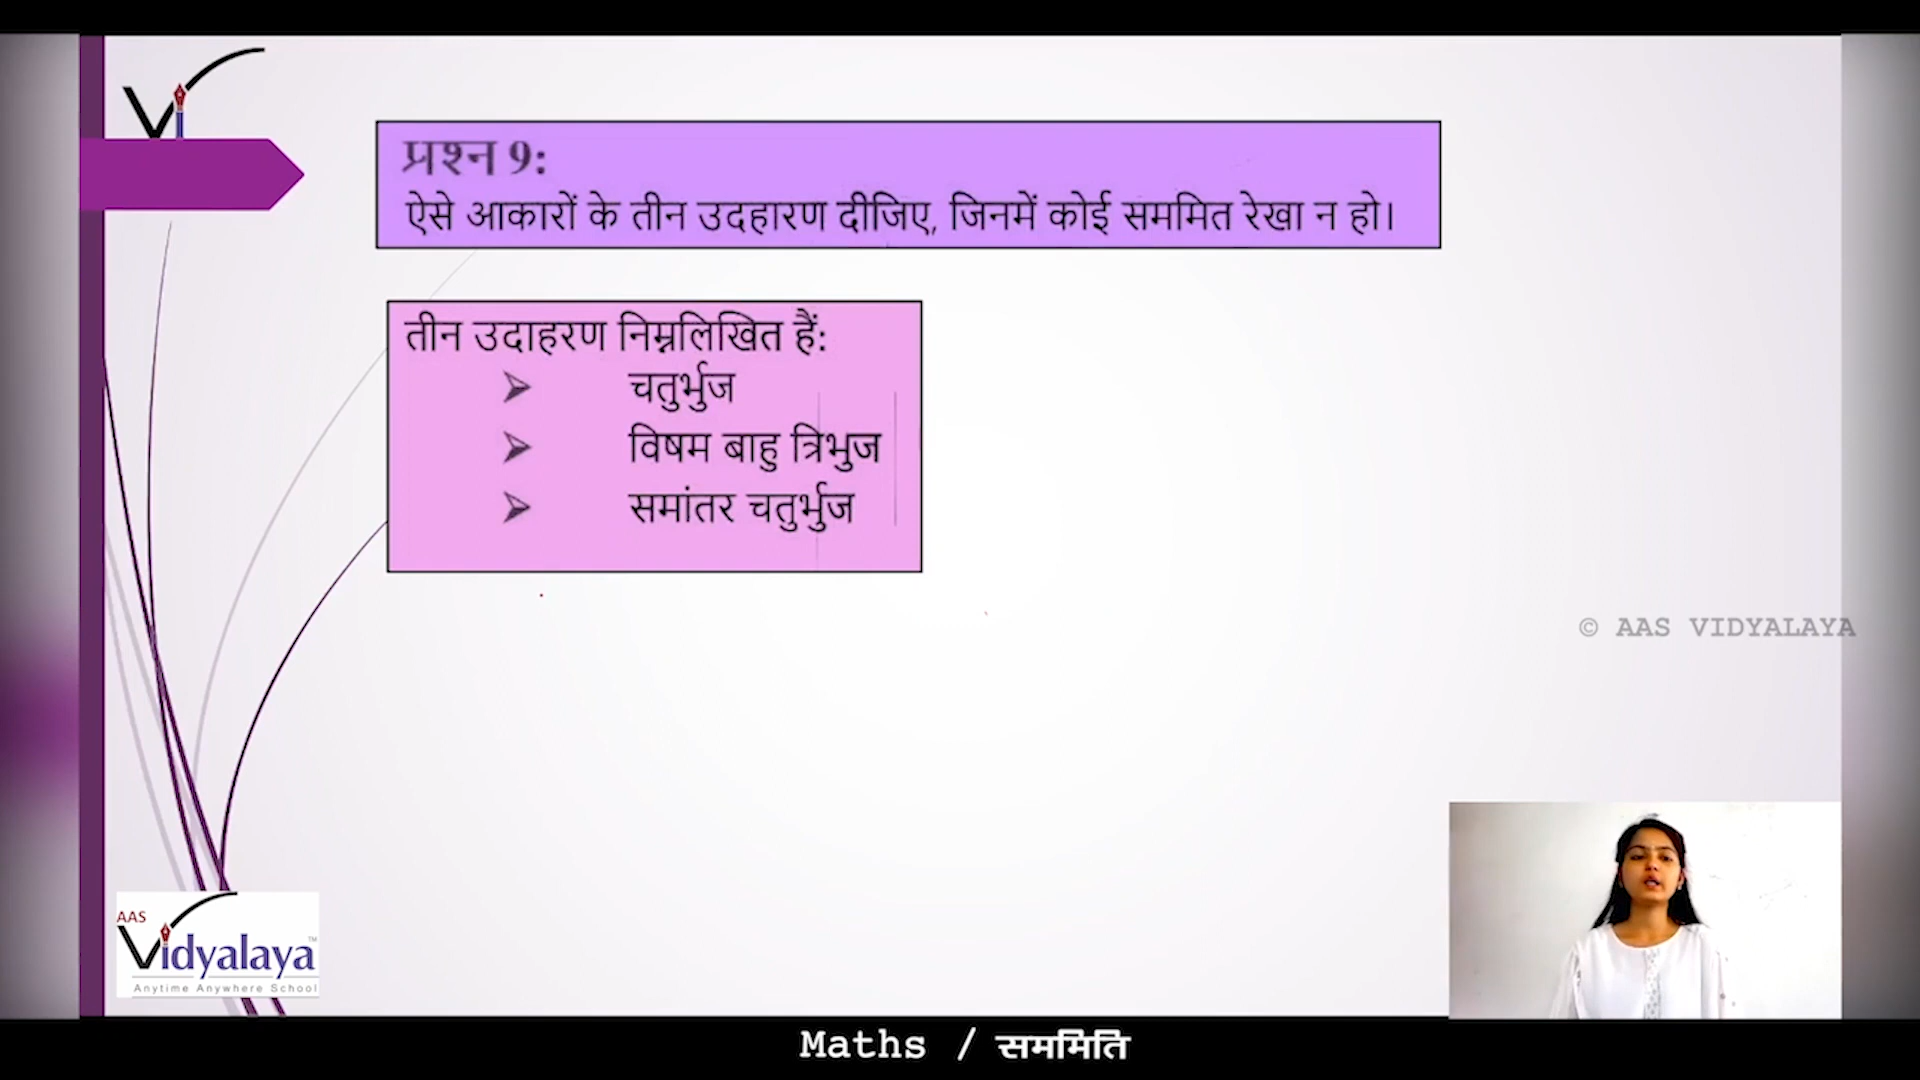 प्रश्न 9:
ऐसे आकारों के तीन उदहारण दीजिए, जिनमें कोई सममित रेखा न हो।
तीन उदाहरण निम्नलिखित हैं:
➢ चतुर्भुज
➢ विषम बाहु त्रिभुज
➢ समांतर चतुर्भुज
© AAS VIDYALAYA
AAS
Vidyalaya™
Anytime Anywhere School
Maths / सममिति